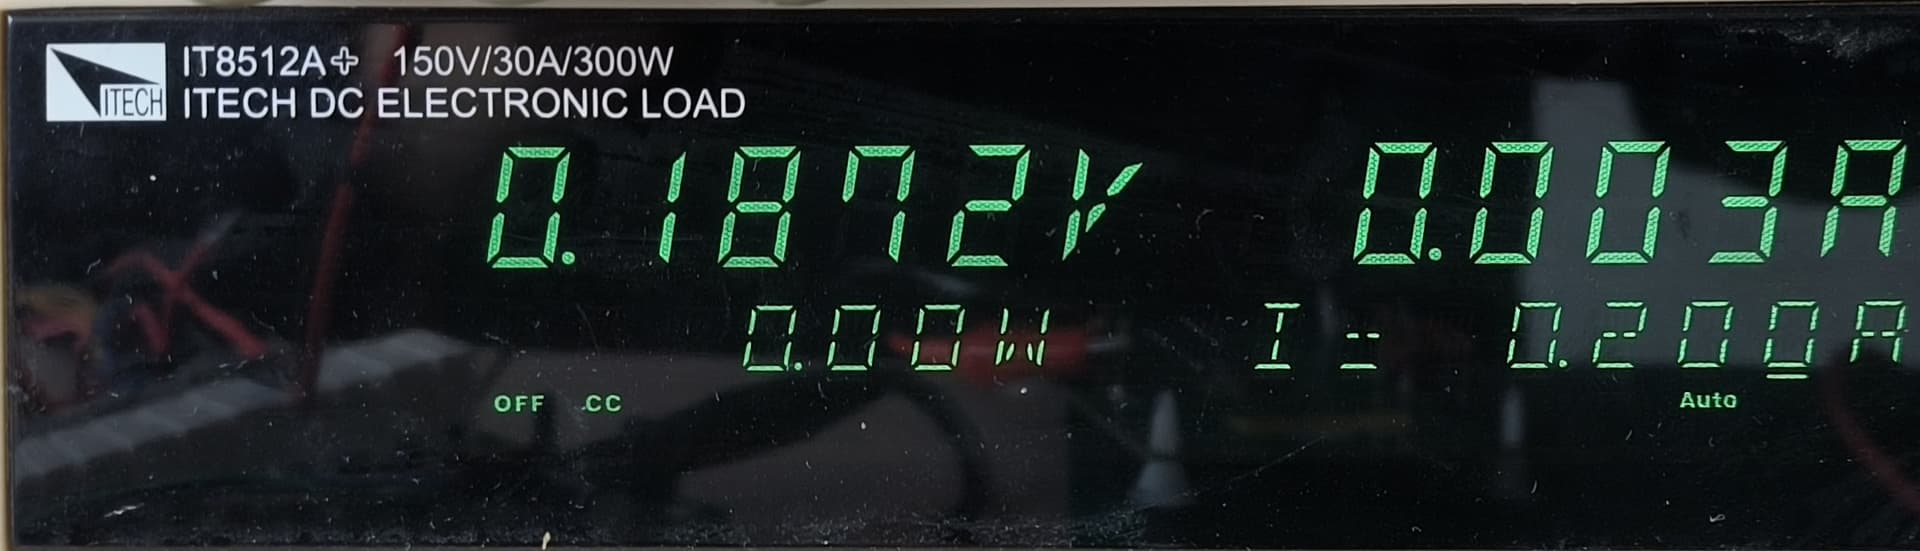 ITECH
IT8512A+ 150V/30A/300W
ITECH DC ELECTRONIC LOAD
0.1872V 0.003A
0.00W I = 0.200A
OFF CC Auto